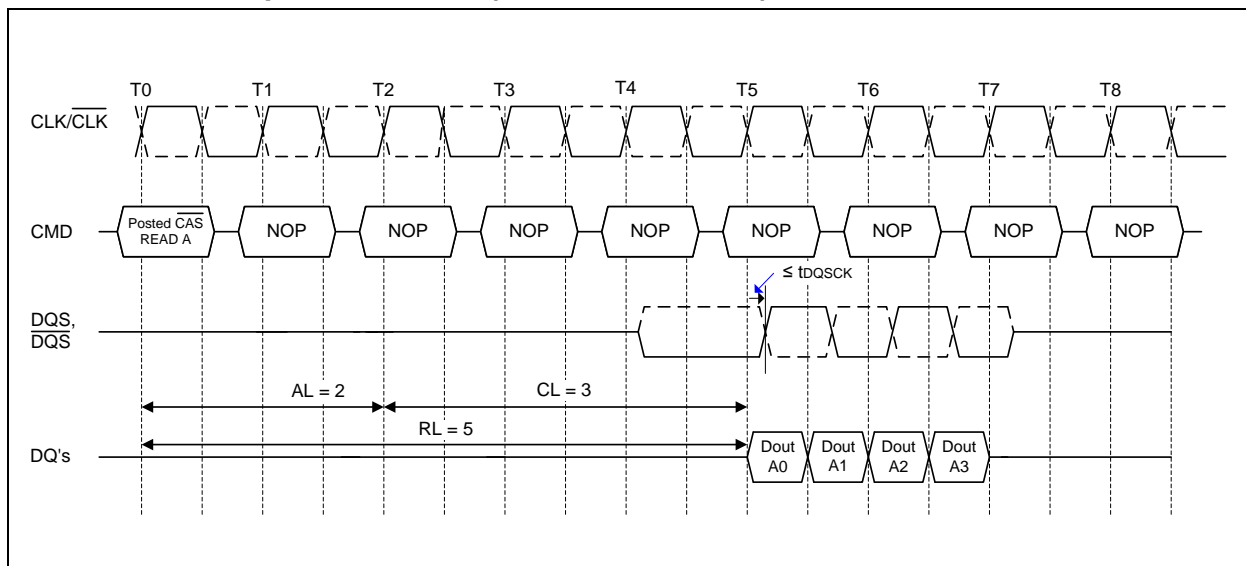 T0 T1 T2 T3 T4 T5 T6 T7 T8
CLK/CLK
CMD
Posted CAS
READ A
NOP NOP NOP NOP NOP NOP NOP NOP
≤ tDQSCK
DQS,
DQS
AL = 2 CL = 3
RL = 5
DQ's
Dout Dout Dout Dout
A0 A1 A2 A3